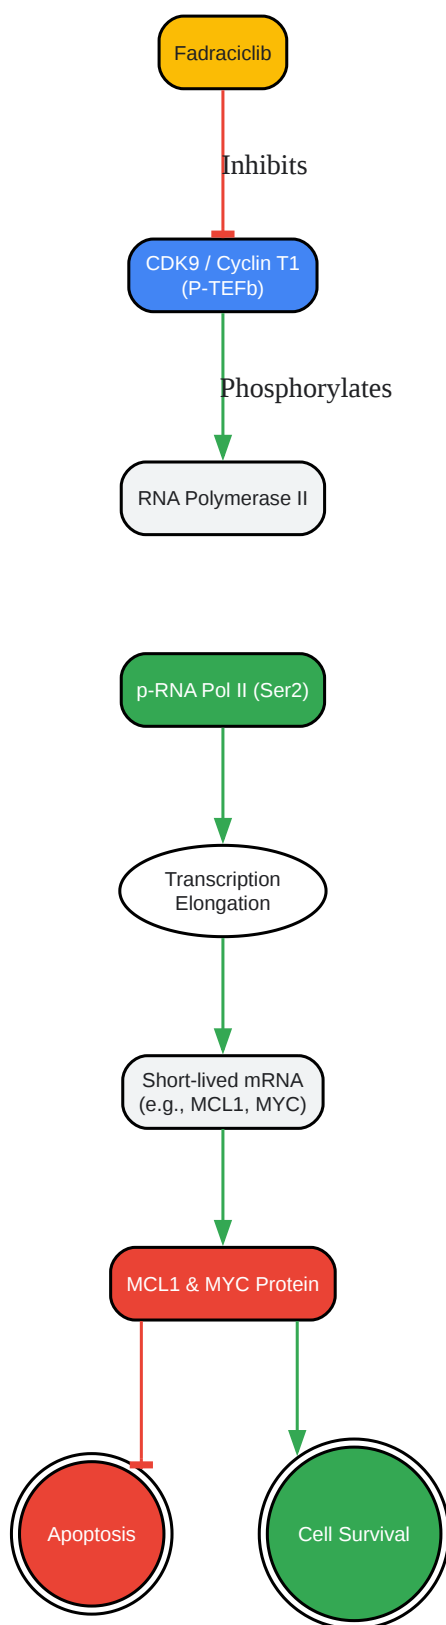 Fadraciclib
Inhibits
CDK9 / Cyclin T1
(P-TEFb)
Phosphorylates
RNA Polymerase II
p-RNA Pol II (Ser2)
Transcription
Elongation
Short-lived mRNA
(e.g., MCL1, MYC)
MCL1 & MYC Protein
Apoptosis
Cell Survival